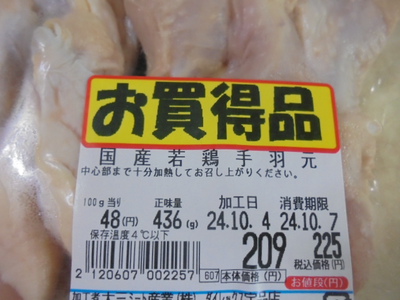 お買得品
国産若鶏手羽元
中心部まで十分加熱してお召し上がりください。
100g当り 正味量 加工日 消費期限
48(円) 436(g) 24.10.4 24.10.7
保存温度4℃以下 209 225
607 本体価格(円) 税込価格(円)
2 120607 002257 お値段(円)